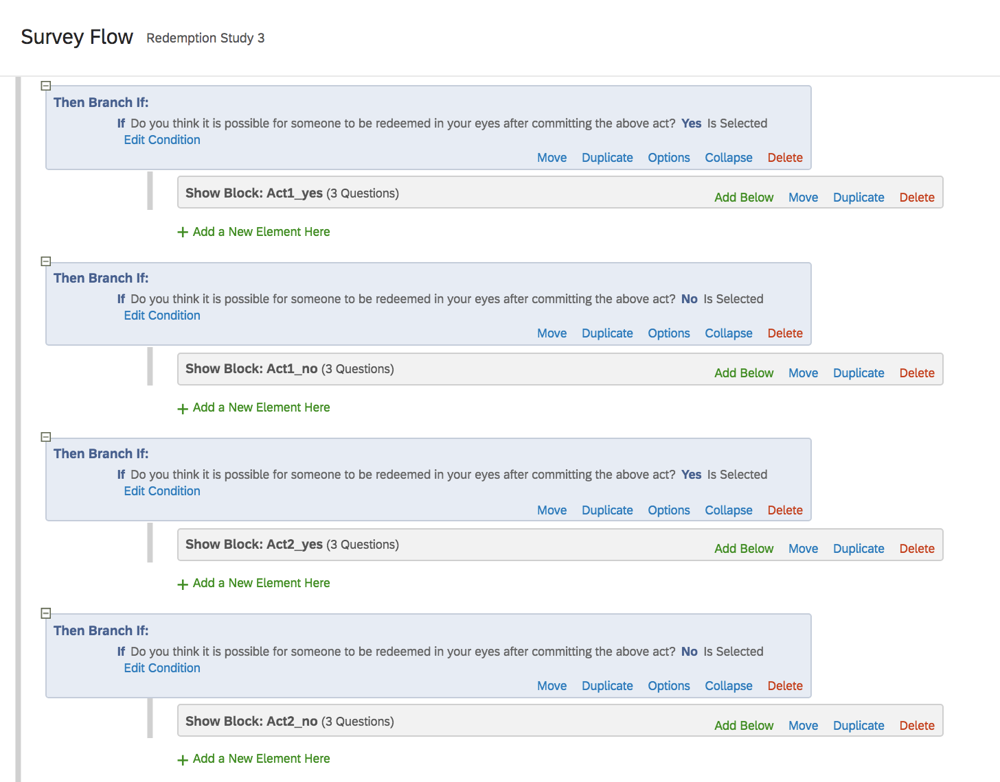 Survey Flow Redemption Study 3
Then Branch If:
If Do you think it is possible for someone to be redeemed in your eyes after committing the above act? Yes Is Selected
Edit Condition
Move Duplicate Options Collapse Delete
Show Block: Act1_yes (3 Questions)
Add Below Move Duplicate Delete
+ Add a New Element Here
Then Branch If:
If Do you think it is possible for someone to be redeemed in your eyes after committing the above act? No Is Selected
Edit Condition
Move Duplicate Options Collapse Delete
Show Block: Act1_no (3 Questions)
Add Below Move Duplicate Delete
+ Add a New Element Here
Then Branch If:
If Do you think it is possible for someone to be redeemed in your eyes after committing the above act? Yes Is Selected
Edit Condition
Move Duplicate Options Collapse Delete
Show Block: Act2_yes (3 Questions)
Add Below Move Duplicate Delete
+ Add a New Element Here
Then Branch If:
If Do you think it is possible for someone to be redeemed in your eyes after committing the above act? No Is Selected
Edit Condition
Move Duplicate Options Collapse Delete
Show Block: Act2_no (3 Questions)
Add Below Move Duplicate Delete
+ Add a New Element Here